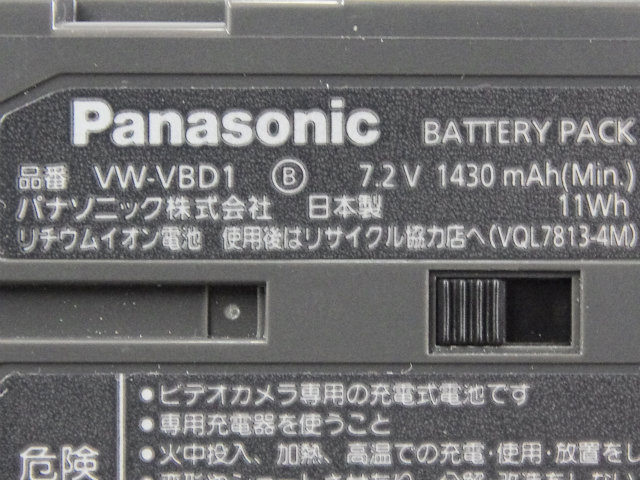 Panasonic BATTERY PACK
品番 VW-VBD1 Ⓑ 7.2 V 1430 mAh(Min.)
パナソニック株式会社 日本製 11Wh
リチウムイオン電池 使用後はリサイクル協力店へ(VQL7813-4M)
危険
•ビデオカメラ専用の充電式電池です
•専用充電器を使うこと
•火中投入、加熱、高温での充電・使用・放置をし